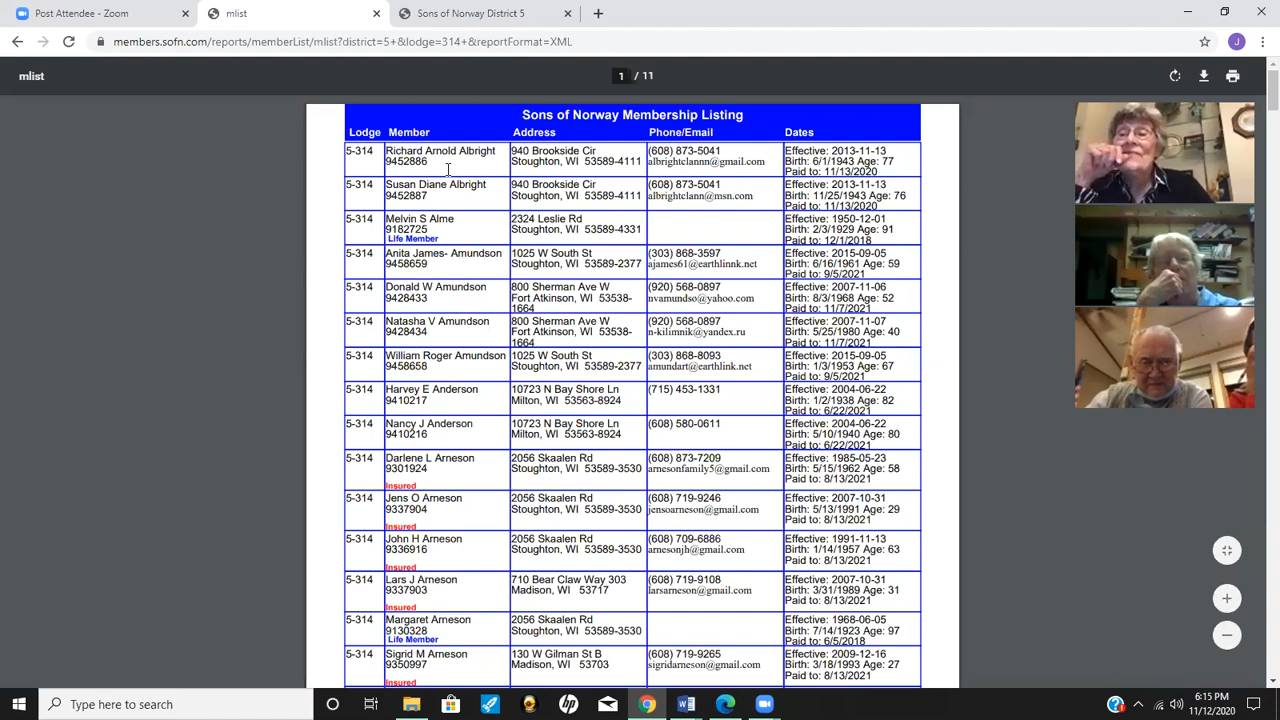 Post Attendee - Zoom
mlist
Sons of Norway District 5
members.sofn.org/reports/memberList/mlist?district=5+&lodge=314+&reportFormat=XML
J
mlist
1 / 11
Sons of Norway Membership Listing
Lodge Member Address Phone/Email Dates
5-314 Richard Arnold Albright 940 Brookside Cir (608) 873-5041 Effective: 2013-11-13
9452886 Stoughton, WI 53589-4111 albrightclannn@gmail.com Birth: 6/1/1943 Age: 77
Paid to: 11/13/2020
5-314 Susan Diane Albright 940 Brookside Cir (608) 873-5041 Effective: 2013-11-13
9452887 Stoughton, WI 53589-4111 albrightclann@msn.com Birth: 11/25/1943 Age: 76
Paid to: 11/13/2020
5-314 Melvin S Alme 2324 Leslie Rd Effective: 1950-12-01
9182725 Stoughton, WI 53589-4331 Birth: 2/3/1929 Age: 91
Life Member Paid to: 12/1/2018
5-314 Anita James- Amundson 1025 W South St (303) 868-3597 Effective: 2015-09-05
9458659 Stoughton, WI 53589-2377 ajames61@earthlinnk.net Birth: 6/16/1961 Age: 59
Paid to: 9/5/2021
5-314 Donald W Amundson 800 Sherman Ave W (920) 568-0897 Effective: 2007-11-06
9428433 Fort Atkinson, WI 53538- nvamundso@yahoo.com Birth: 8/3/1968 Age: 52
1664 Paid to: 11/7/2021
5-314 Natasha V Amundson 800 Sherman Ave W (920) 568-0897 Effective: 2007-11-07
9428434 Fort Atkinson, WI 53538- n-kilimnik@yandex.ru Birth: 5/25/1980 Age: 40
1664 Paid to: 11/7/2021
5-314 William Roger Amundson 1025 W South St (303) 868-8093 Effective: 2015-09-05
9458658 Stoughton, WI 53589-2377 amundart@earthlink.net Birth: 1/3/1953 Age: 67
Paid to: 9/5/2021
5-314 Harvey E Anderson 10723 N Bay Shore Ln (715) 453-1331 Effective: 2004-06-22
9410217 Milton, WI 53563-8924 Birth: 1/2/1938 Age: 82
Paid to: 6/22/2021
5-314 Nancy J Anderson 10723 N Bay Shore Ln (608) 580-0611 Effective: 2004-06-22
9410216 Milton, WI 53563-8924 Birth: 5/10/1940 Age: 80
Paid to: 6/22/2021
5-314 Darlene L Arneson 2056 Skaalen Rd (608) 873-7209 Effective: 1985-05-23
9301924 Stoughton, WI 53589-3530 arnesonfamily5@gmail.com Birth: 5/15/1962 Age: 58
Paid to: 8/13/2021
Insured
5-314 Jens O Arneson 2056 Skaalen Rd (608) 719-9246 Effective: 2007-10-31
9337904 Stoughton, WI 53589-3530 jensoarneson@gmail.com Birth: 5/13/1991 Age: 29
Paid to: 8/13/2021
Insured
5-314 John H Arneson 2056 Skaalen Rd (608) 709-6886 Effective: 1991-11-13
9336916 Stoughton, WI 53589-3530 arnesonjh@gmail.com Birth: 1/14/1957 Age: 63
Paid to: 8/13/2021
Insured
5-314 Lars J Arneson 710 Bear Claw Way 303 (608) 719-9108 Effective: 2007-10-31
9337903 Madison, WI 53717 larsarneson@gmail.com Birth: 3/31/1989 Age: 31
Paid to: 8/13/2021
Insured
5-314 Margaret Arneson 2056 Skaalen Rd Effective: 1968-06-05
9130328 Stoughton, WI 53589-3530 Birth: 7/14/1923 Age: 97
Life Member Paid to: 6/5/2018
5-314 Sigrid M Arneson 130 W Gilman St B (608) 719-9265 Effective: 2009-12-16
9350997 Madison, WI 53703 sigridarneson@gmail.com Birth: 3/18/1993 Age: 27
Paid to: 8/13/2021
Insured
Type here to search
6:15 PM
11/12/2020